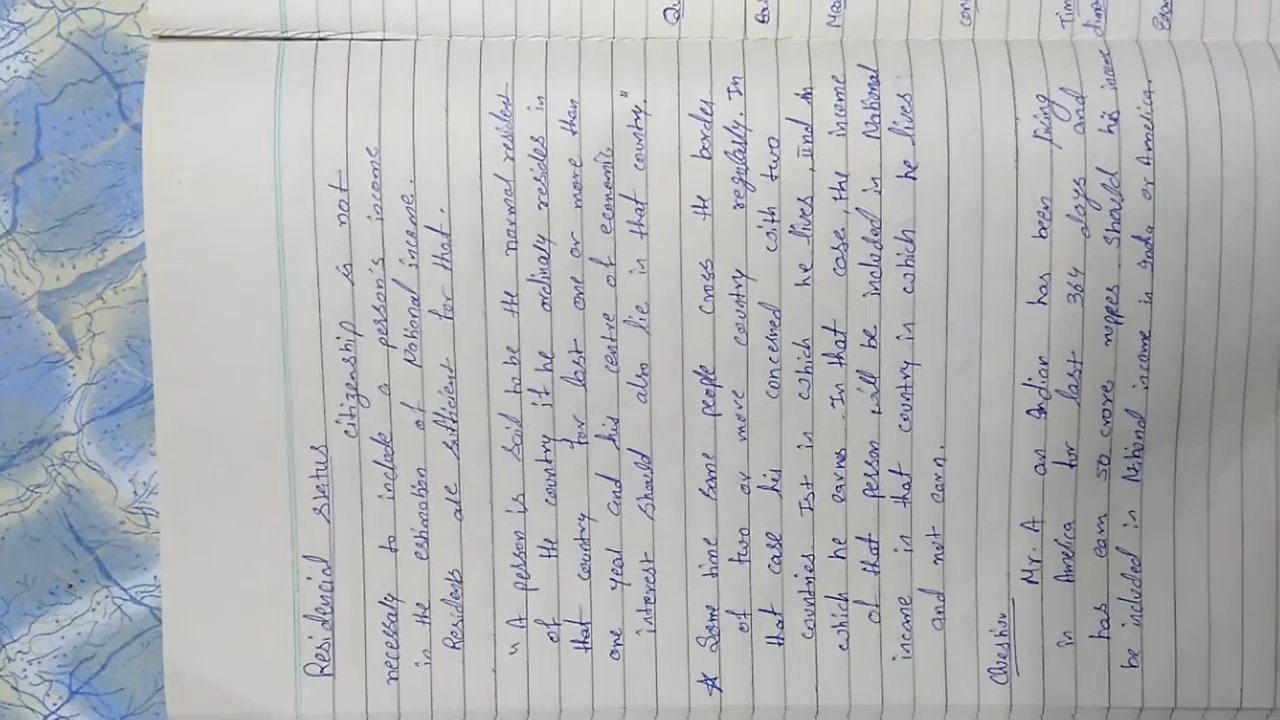 Residencial status
citizenship is not
necessary to include a person's income
in the estimation of National income.
Residents are sufficient for that.
"A person is said to be the normal resident
of the country if he ordinary resides in
that country for last one or more than
one year and his centre of economic
interest should also lie in that country"
* Some time some people cross the border
of two or more country regularly. In
that case his concerned with two
countries. Ist in which he lives, IInd in
which he earns. In that case, the income
of that person will be included in National
income in that country in which he lives
and not earn.
Question
Mr. A an Indian has been living
in America for last 364 days and
has earn 50 crore ruppes. Should his income
be included in National income in India or America.